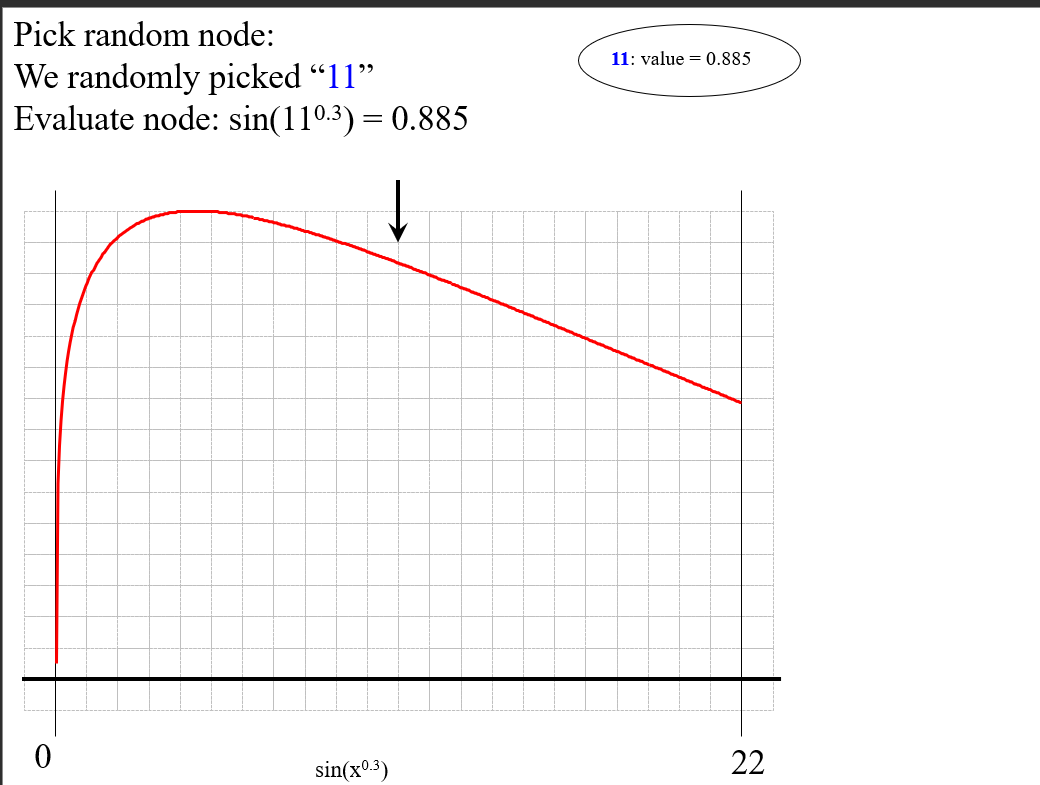 Pick random node:
We randomly picked “11”
Evaluate node: sin(11^0.3) = 0.885
11: value = 0.885
0
sin(x^0.3)
22